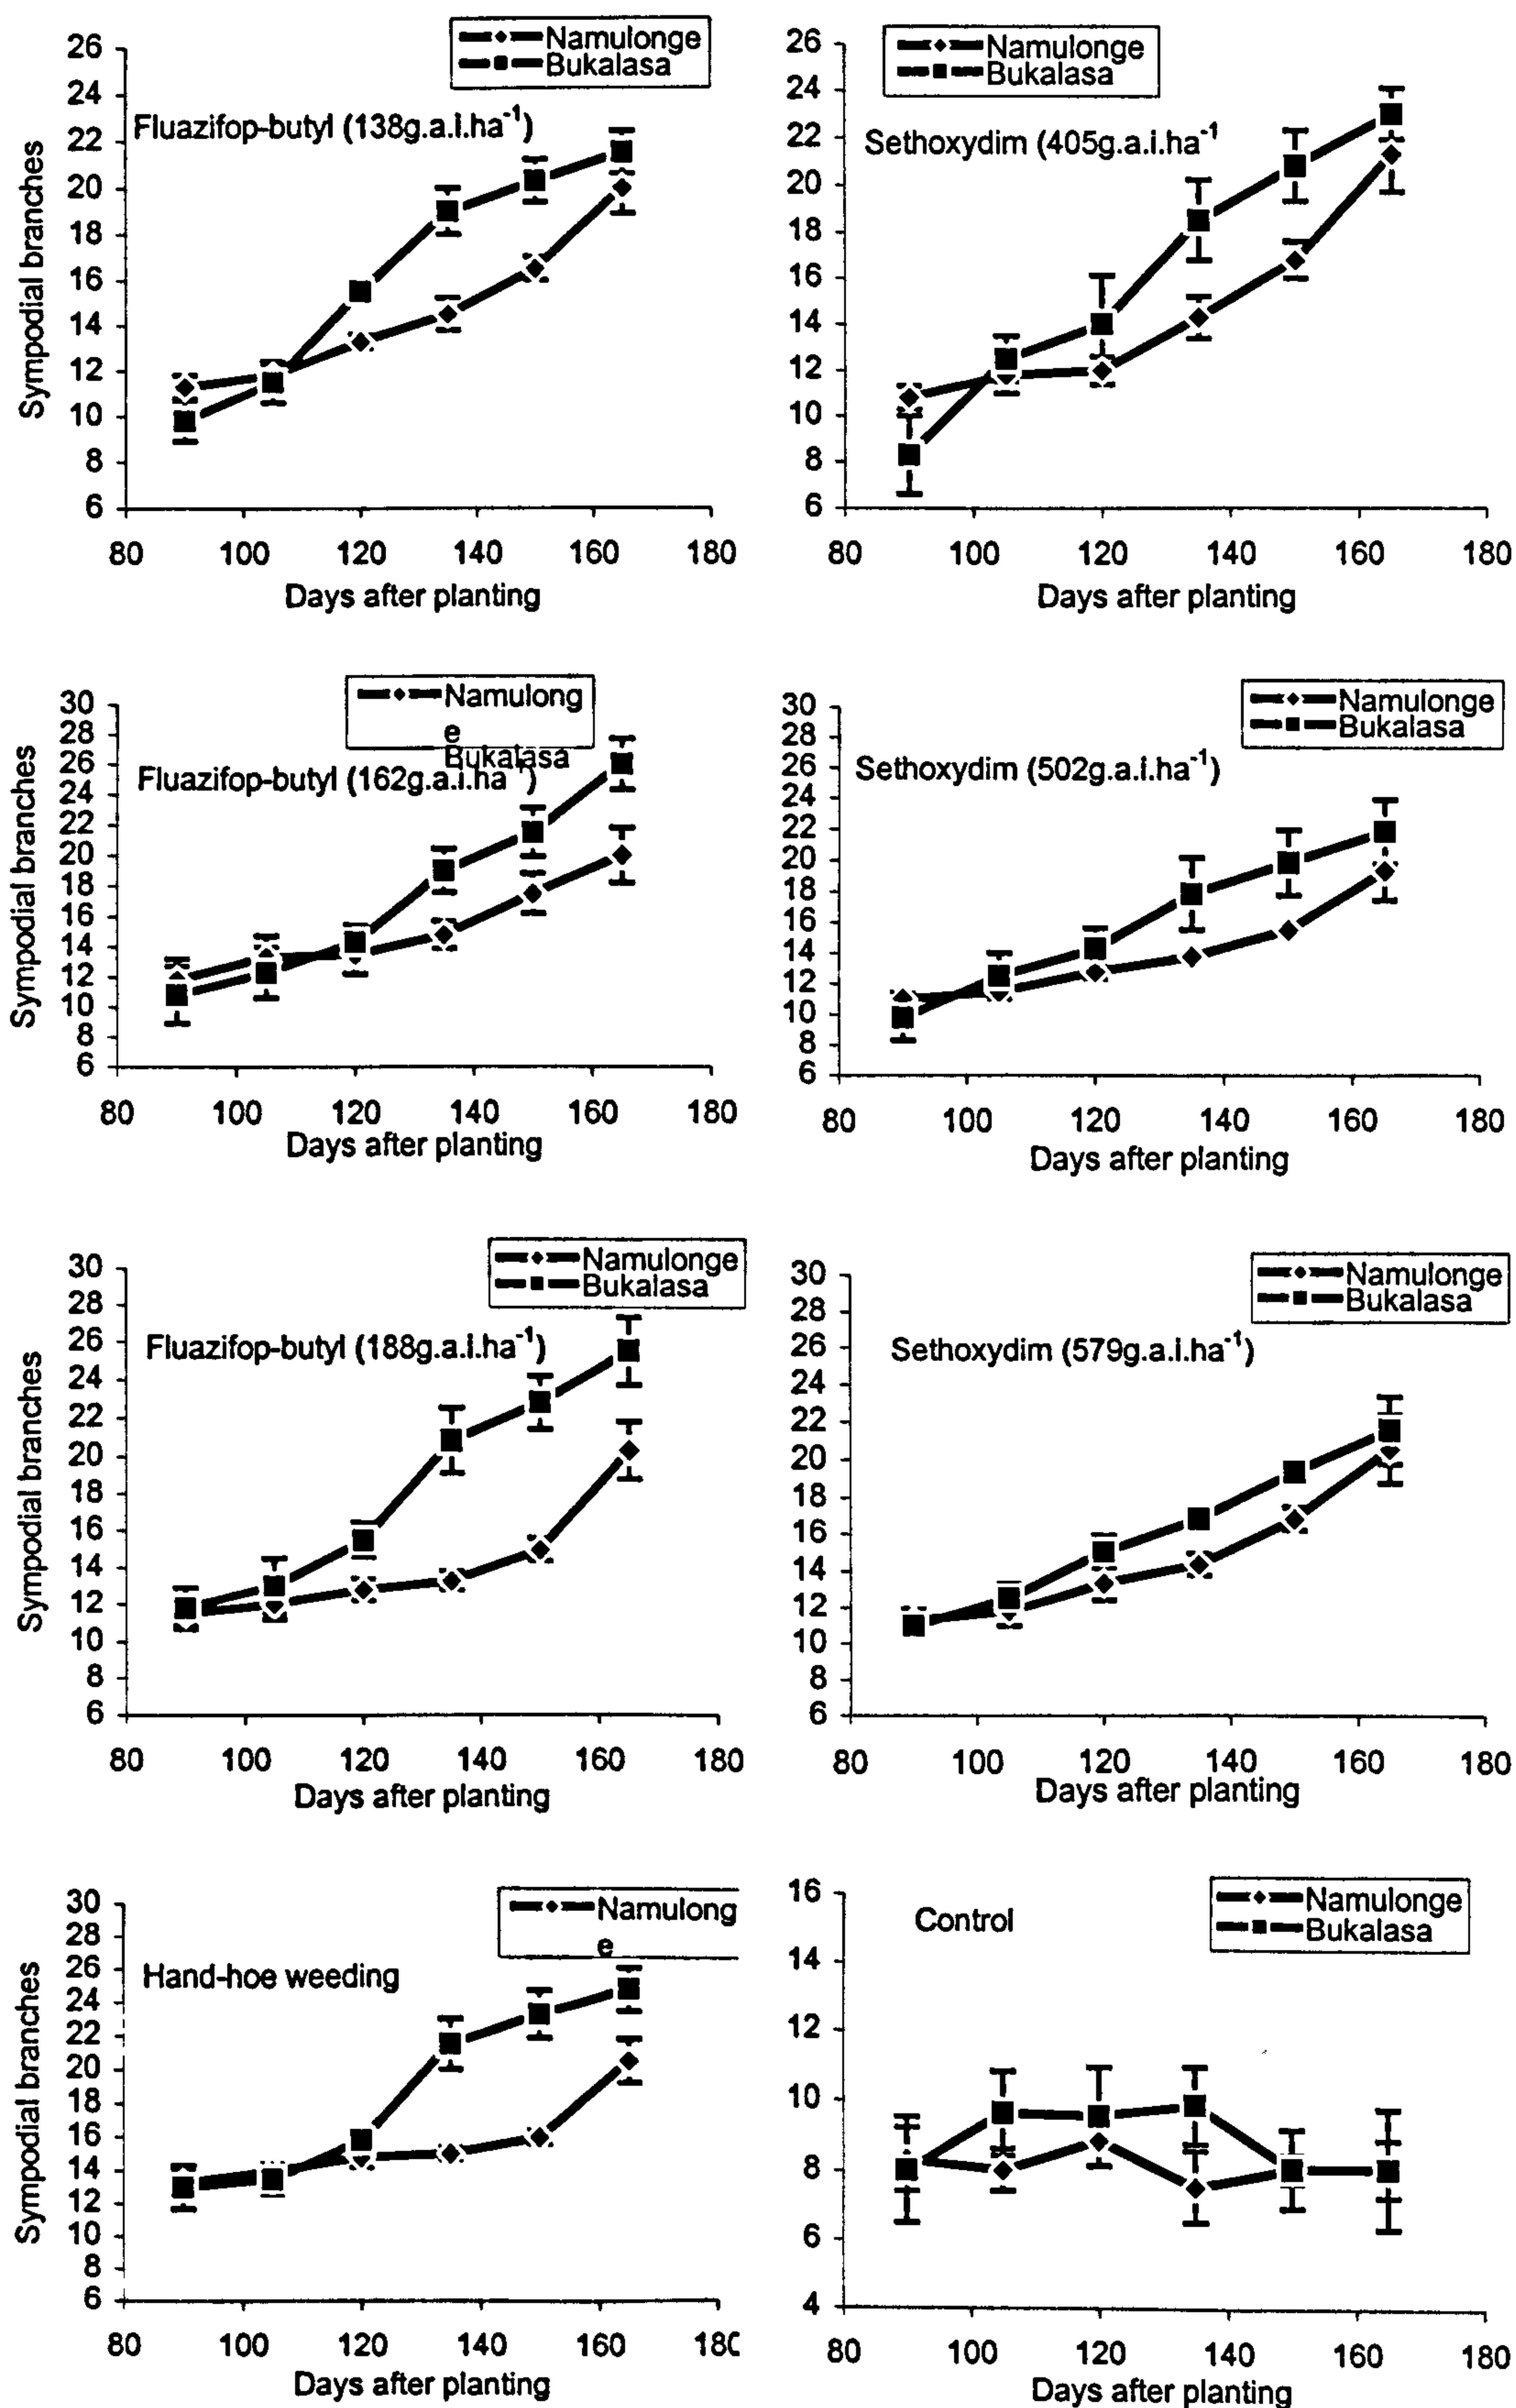 Namulonge
Bukalasa
Fluazifop-butyl (138g.a.i.ha⁻¹)
Sympodial branches
26
24
22
20
18
16
14
12
10
8
6
80 100 120 140 160 180
Days after planting
Namulonge
Bukalasa
Sethoxydim (405g.a.i.ha⁻¹
26
24
22
20
18
16
14
12
10
8
6
80 100 120 140 160 180
Days after planting
Namulong
e
Bukalasa
Fluazifop-butyl (162g.a.i.ha⁻¹)
Sympodial branches
30
28
26
24
22
20
18
16
14
12
10
8
6
80 100 120 140 160 180
Days after planting
Namulonge
Bukalasa
Sethoxydim (502g.a.i.ha⁻¹)
30
28
26
24
22
20
18
16
14
12
10
8
6
80 100 120 140 160 180
Days after planting
Namulonge
Bukalasa
Fluazifop-butyl (188g.a.i.ha⁻¹)
Sympodial branches
30
28
26
24
22
20
18
16
14
12
10
8
6
80 100 120 140 160 180
Days after planting
Namulonge
Bukalasa
Sethoxydim (579g.a.i.ha⁻¹)
30
28
26
24
22
20
18
16
14
12
10
8
6
80 100 120 140 160 180
Days after planting
Namulong
e
Hand-hoe weeding
Sympodial branches
30
28
26
24
22
20
18
16
14
12
10
8
6
80 100 120 140 160 180
Days after planting
Namulonge
Bukalasa
Control
16
14
12
10
8
6
4
80 100 120 140 160 180
Days after planting